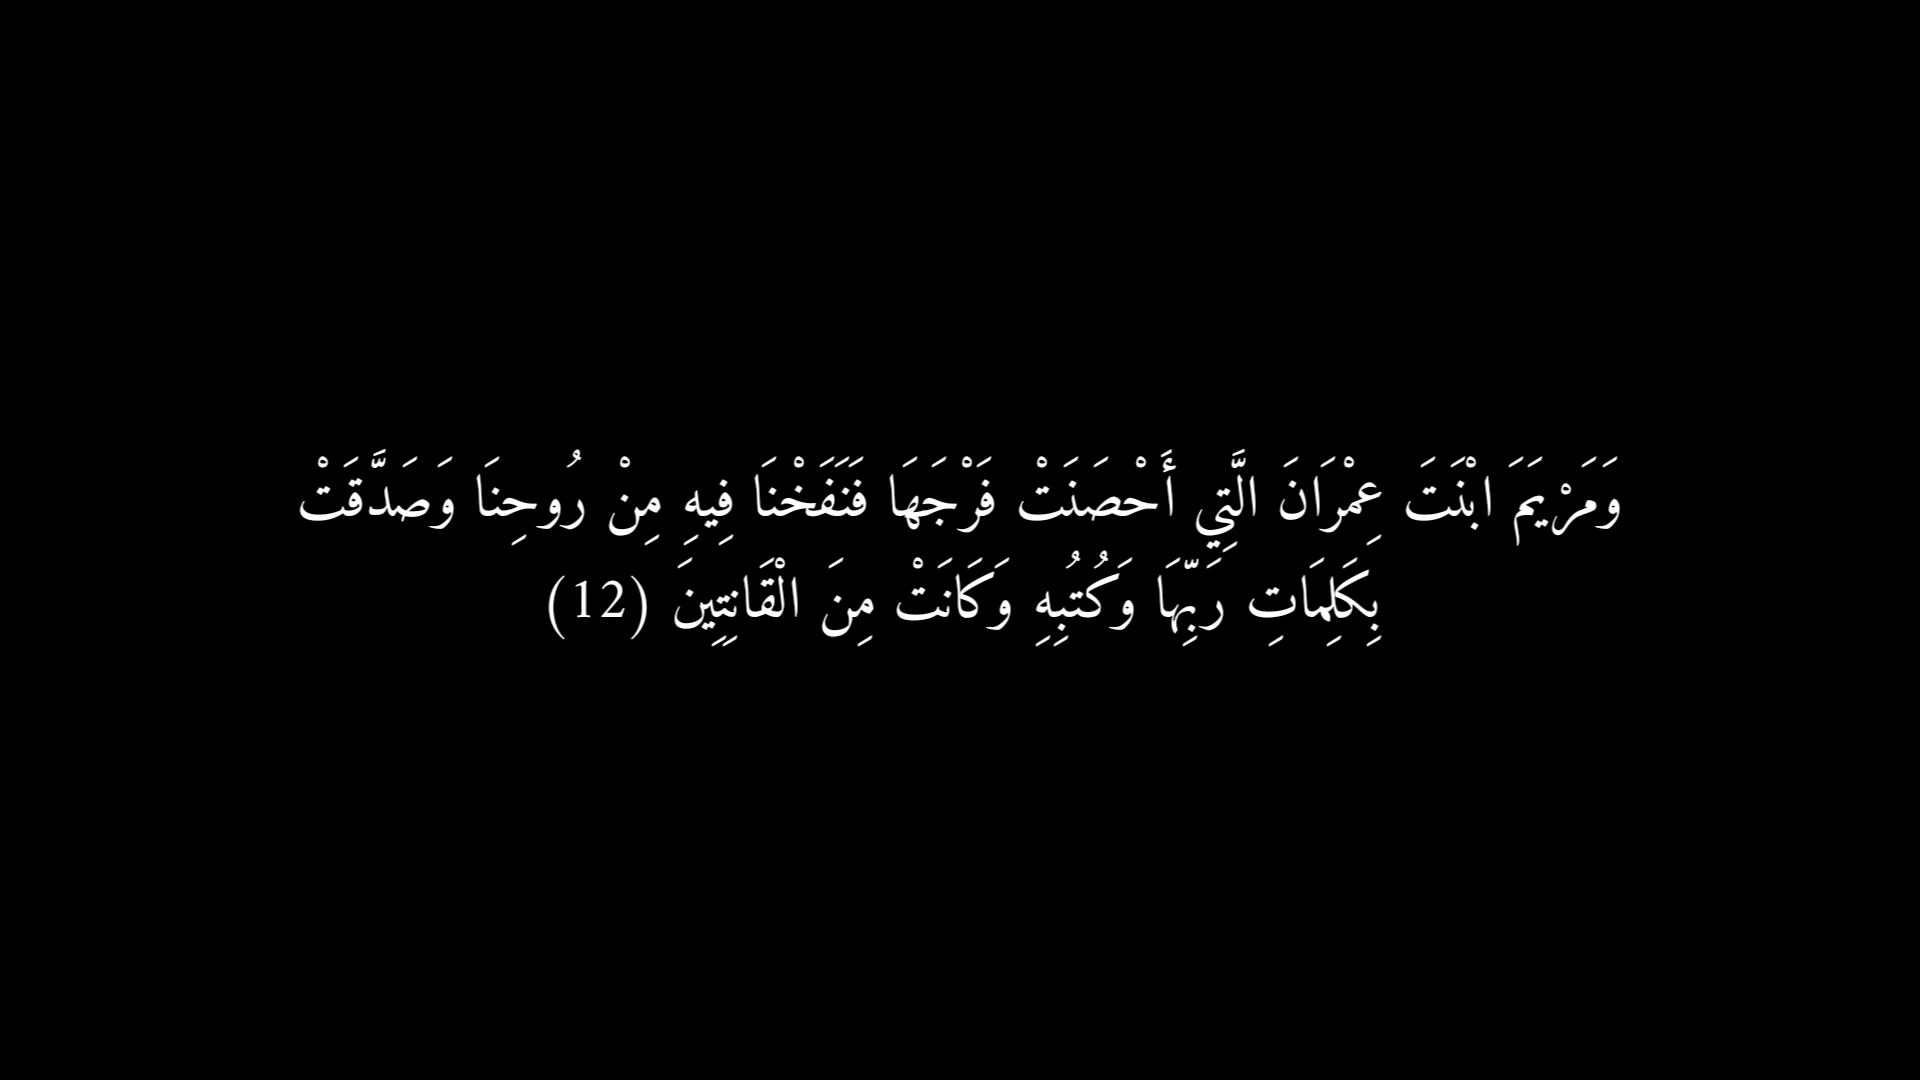 وَمَرْيَمَ ابْنَتَ عِمْرَانَ الَّتِي أَحْصَنَتْ فَرْجَهَا فَنَفَخْنَا فِيهِ مِنْ رُوحِنَا وَصَدَّقَتْ
بِكَلِمَاتِ رَبِّهَا وَكُتُبِهِ وَكَانَتْ مِنَ الْقَانِتِينَ (12)